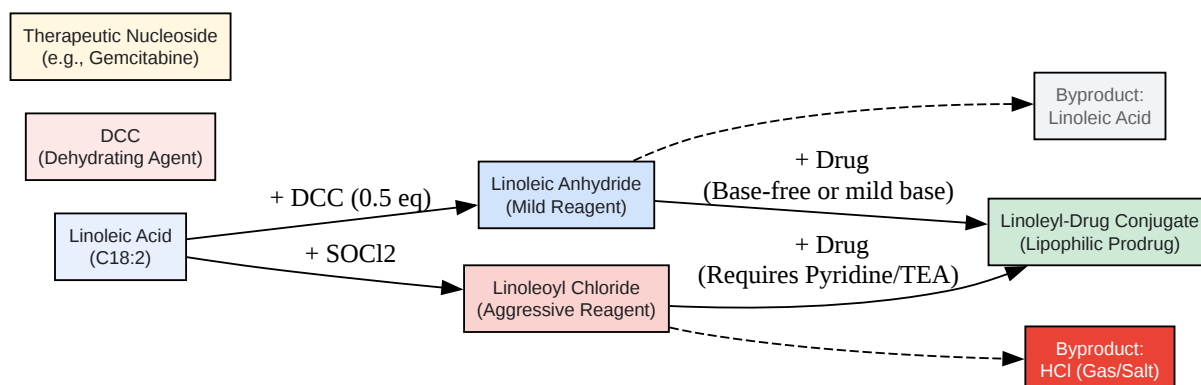 Therapeutic Nucleoside
(e.g., Gemcitabine)
DCC
(Dehydrating Agent)
Linoleic Acid
(C18:2)
+ DCC (0.5 eq)
+ SOCl2
Linoleic Anhydride
(Mild Reagent)
Linoleoyl Chloride
(Aggressive Reagent)
+ Drug
(Base-free or mild base)
+ Drug
(Requires Pyridine/TEA)
Byproduct:
Linoleic Acid
Linoleyl-Drug Conjugate
(Lipophilic Prodrug)
Byproduct:
HCl (Gas/Salt)